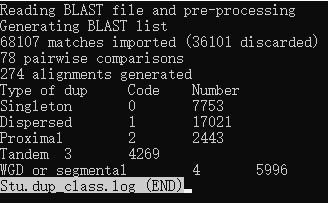 Reading BLAST file and pre-processing
Generating BLAST list
68107 matches imported (36101 discarded)
78 pairwise comparisons
274 alignments generated
Type of dup Code Number
Singleton 0 7753
Dispersed 1 17021
Proximal 2 2443
Tandem 3 4269
WGD or segmental 4 5996
Stu.dup_class.log (END)